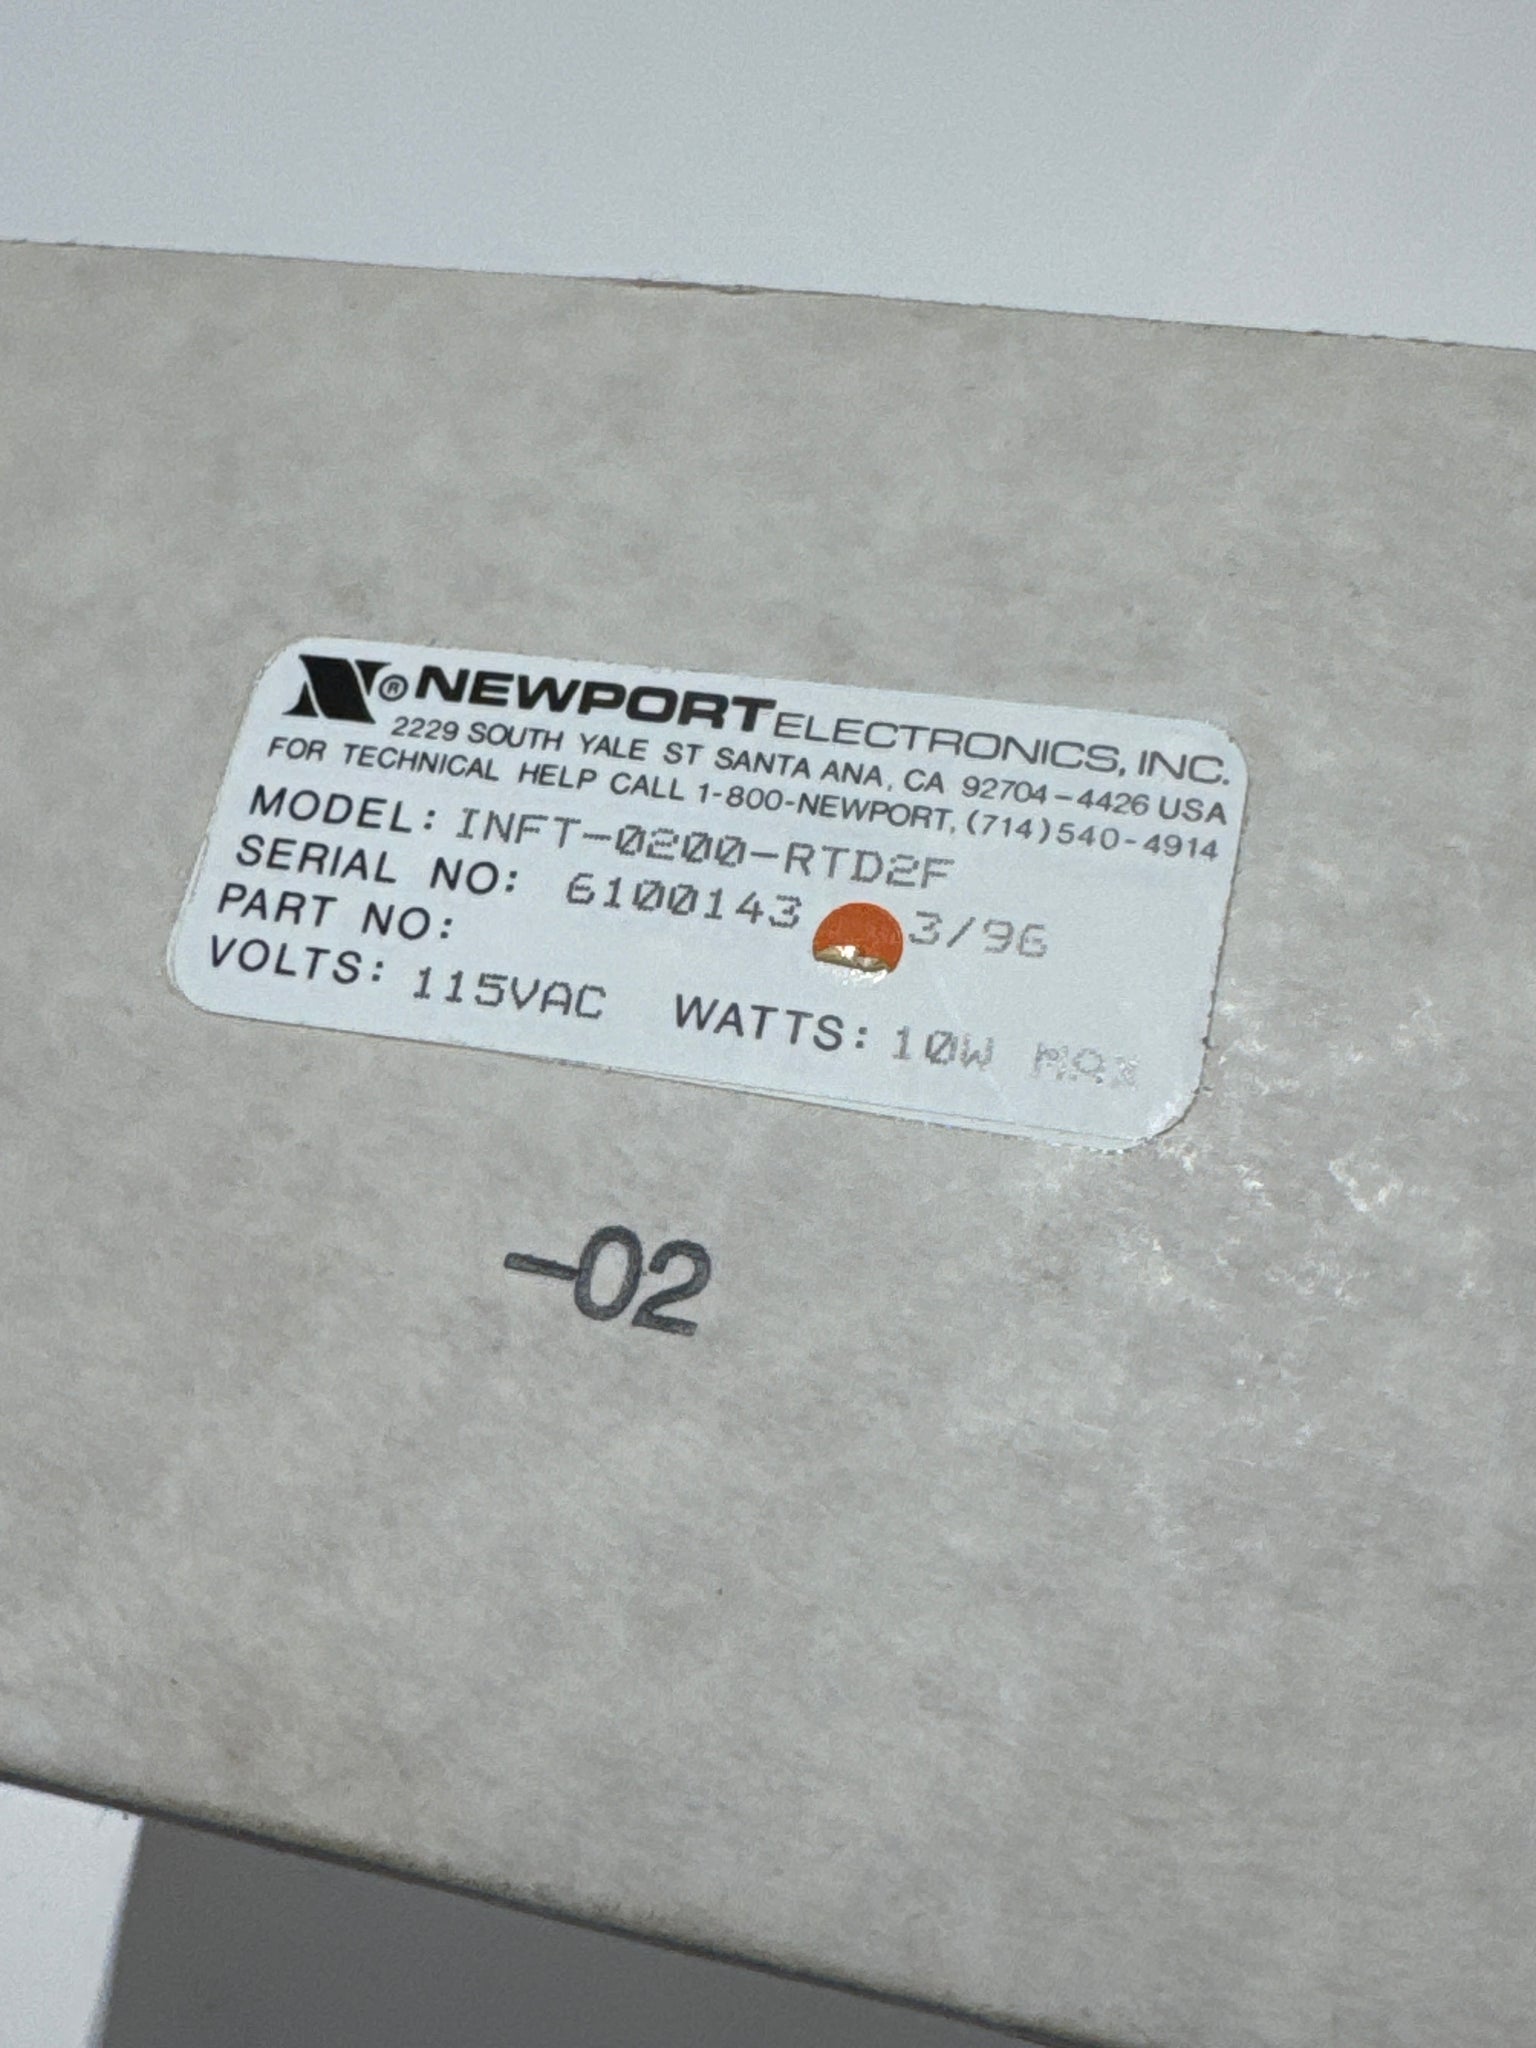 N® NEWPORT ELECTRONICS, INC.
2229 SOUTH YALE ST SANTA ANA, CA 92704-4426 USA
FOR TECHNICAL HELP CALL 1-800-NEWPORT, (714)540-4914
MODEL: INFT-0200-RTD2F
SERIAL NO: 6100143 3/96
PART NO:
VOLTS: 115VAC WATTS: 10W MAX
-02